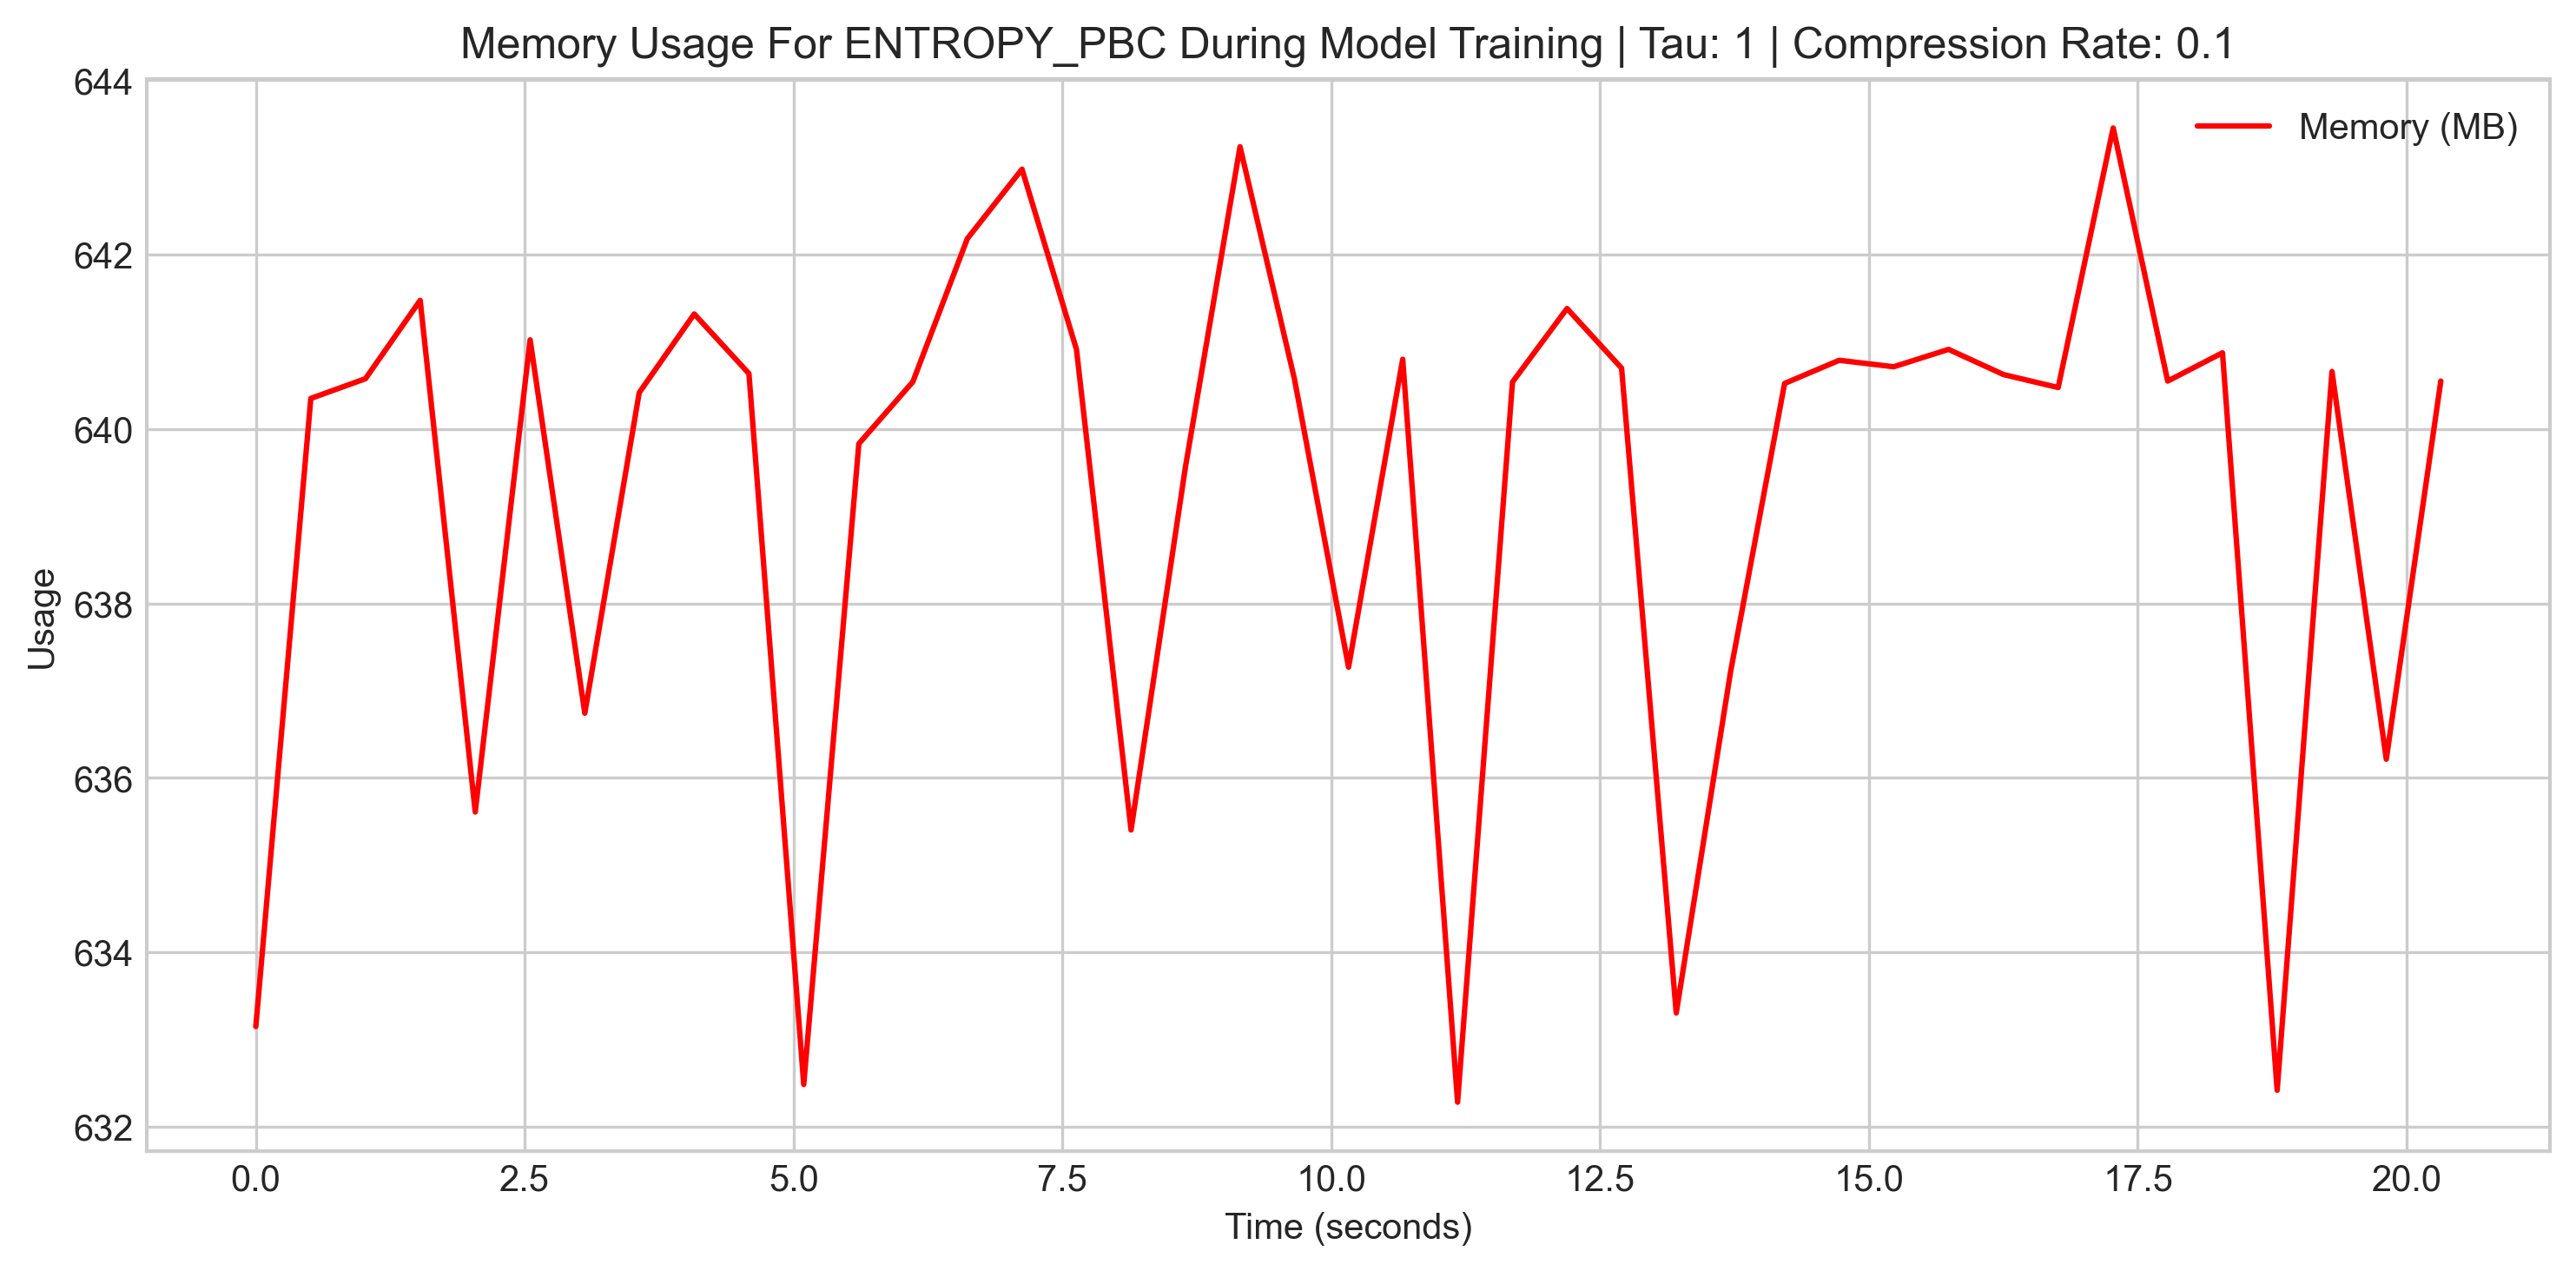 Memory Usage For ENTROPY_PBC During Model Training | Tau: 1 | Compression Rate: 0.1
Memory (MB)
Usage
644
642
640
638
636
634
632
0.0 2.5 5.0 7.5 10.0 12.5 15.0 17.5 20.0
Time (seconds)